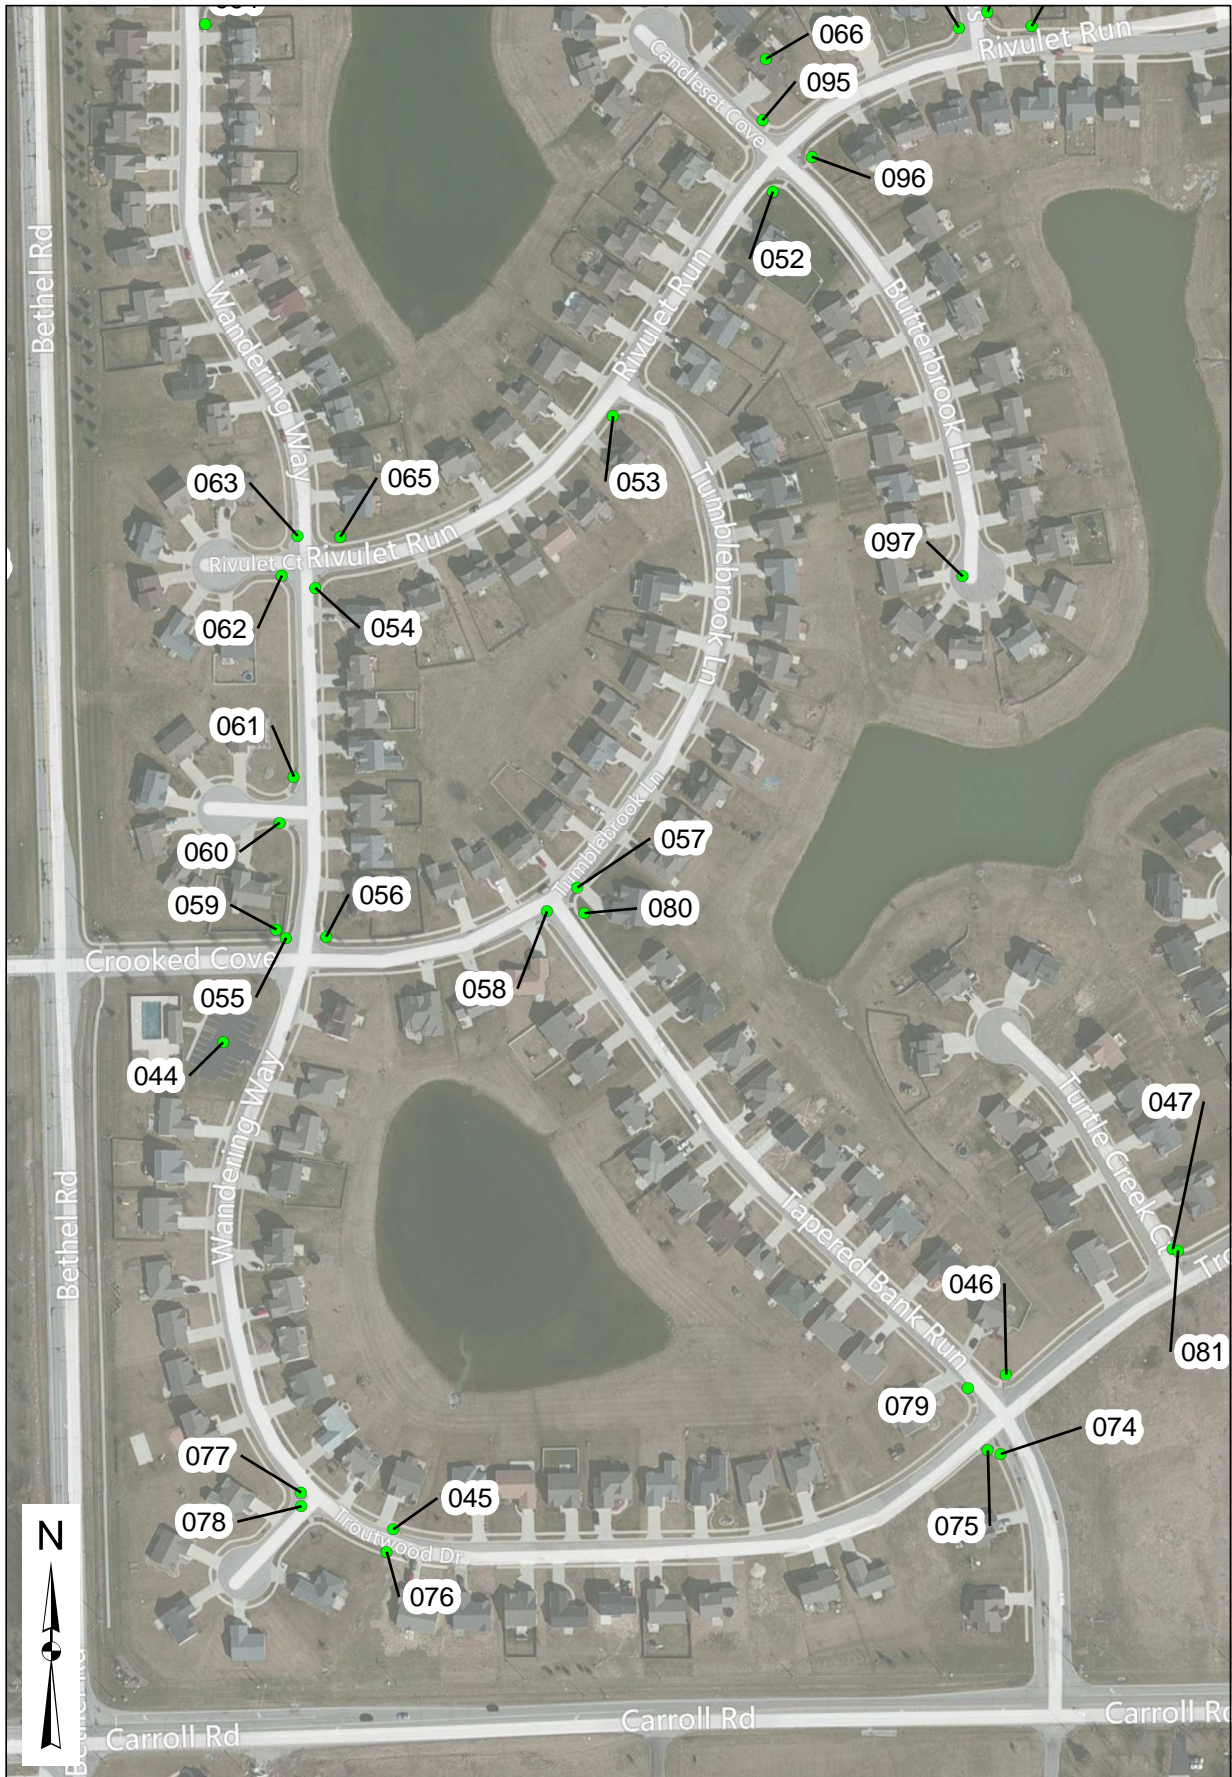 066
Rivulet Run
095
Candleset Cove
096
052
Bethel Rd
Wandering Way
Rivulet Run
Butterbrook Ln
053
063
065
Tumblebrook Ln
097
Rivulet Ct
Rivulet Run
062
054
061
Tumblebrook Ln
060
057
059
056
080
Crooked Cove
055
058
044
Turtle Creek Ct
047
Wandering Way
Bethel Rd
Tapered Bank Run
046
081
079
074
077
045
075
078
Troutwood Dr
N
076
Carroll Rd
Carroll Rd
Carroll Rd